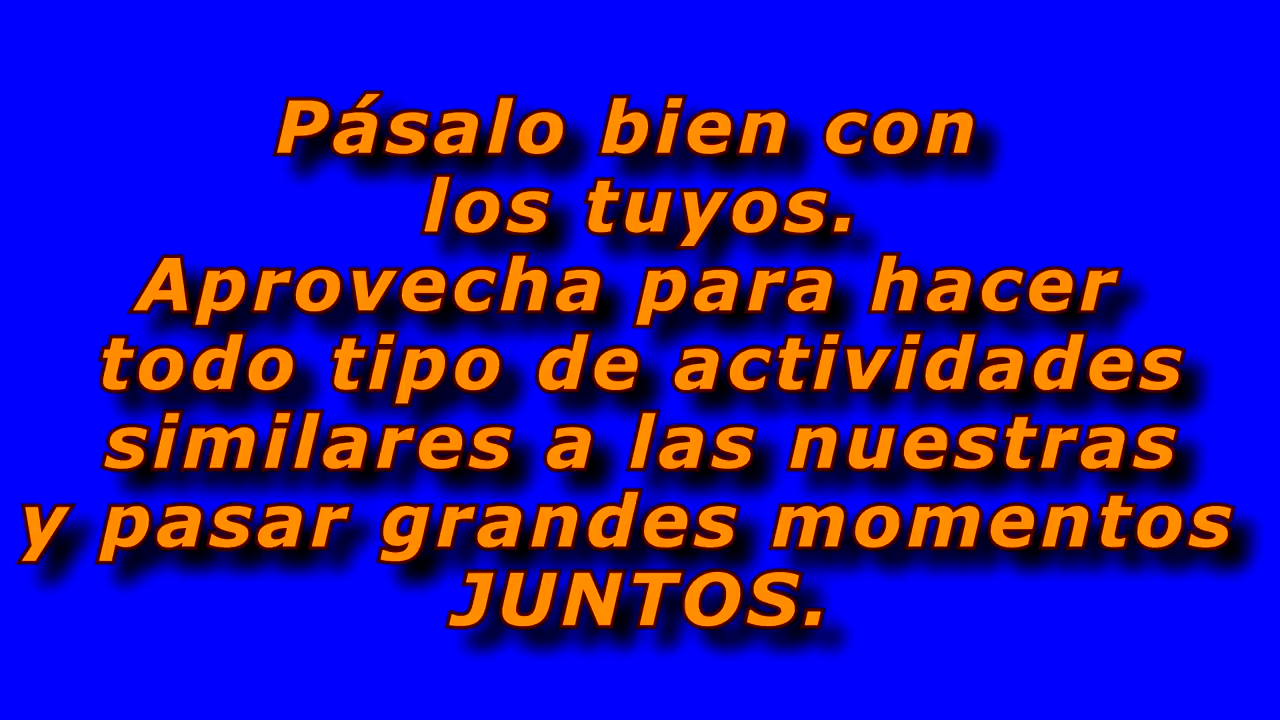 Pásalo bien con
los tuyos.
Aprovecha para hacer
todo tipo de actividades
similares a las nuestras
y pasar grandes momentos
JUNTOS.